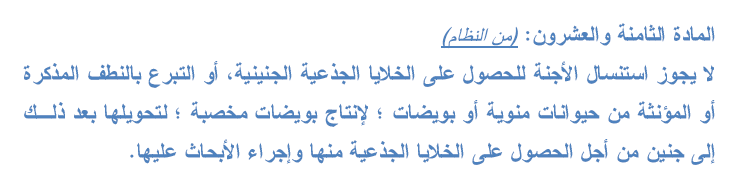 المادة الثامنة والعشرون: (من النظام)
لا يجوز استنسال الأجنة للحصول على الخلايا الجذعية الجنينية، أو التبرع بالنطف المذكرة
أو المؤنثة من حيوانات منوية أو بويضات ؛ لإنتاج بويضات مخصبة ؛ لتحويلها بعد ذلــك
إلى جنين من أجل الحصول على الخلايا الجذعية منها وإجراء الأبحاث عليها.